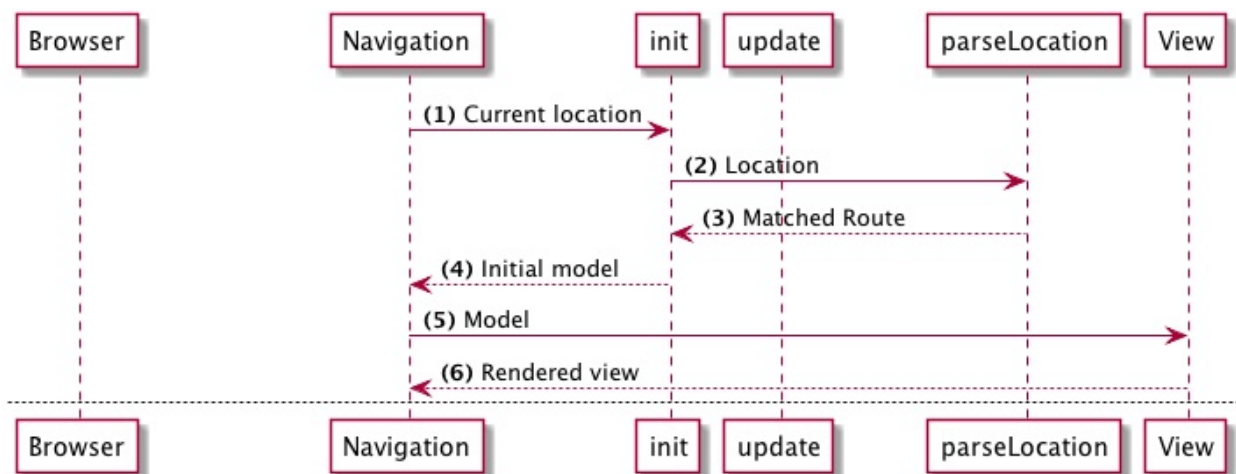 Browser Navigation init update parseLocation View
(1) Current location
(2) Location
(3) Matched Route
(4) Initial model
(5) Model
(6) Rendered view
Browser Navigation init update parseLocation View